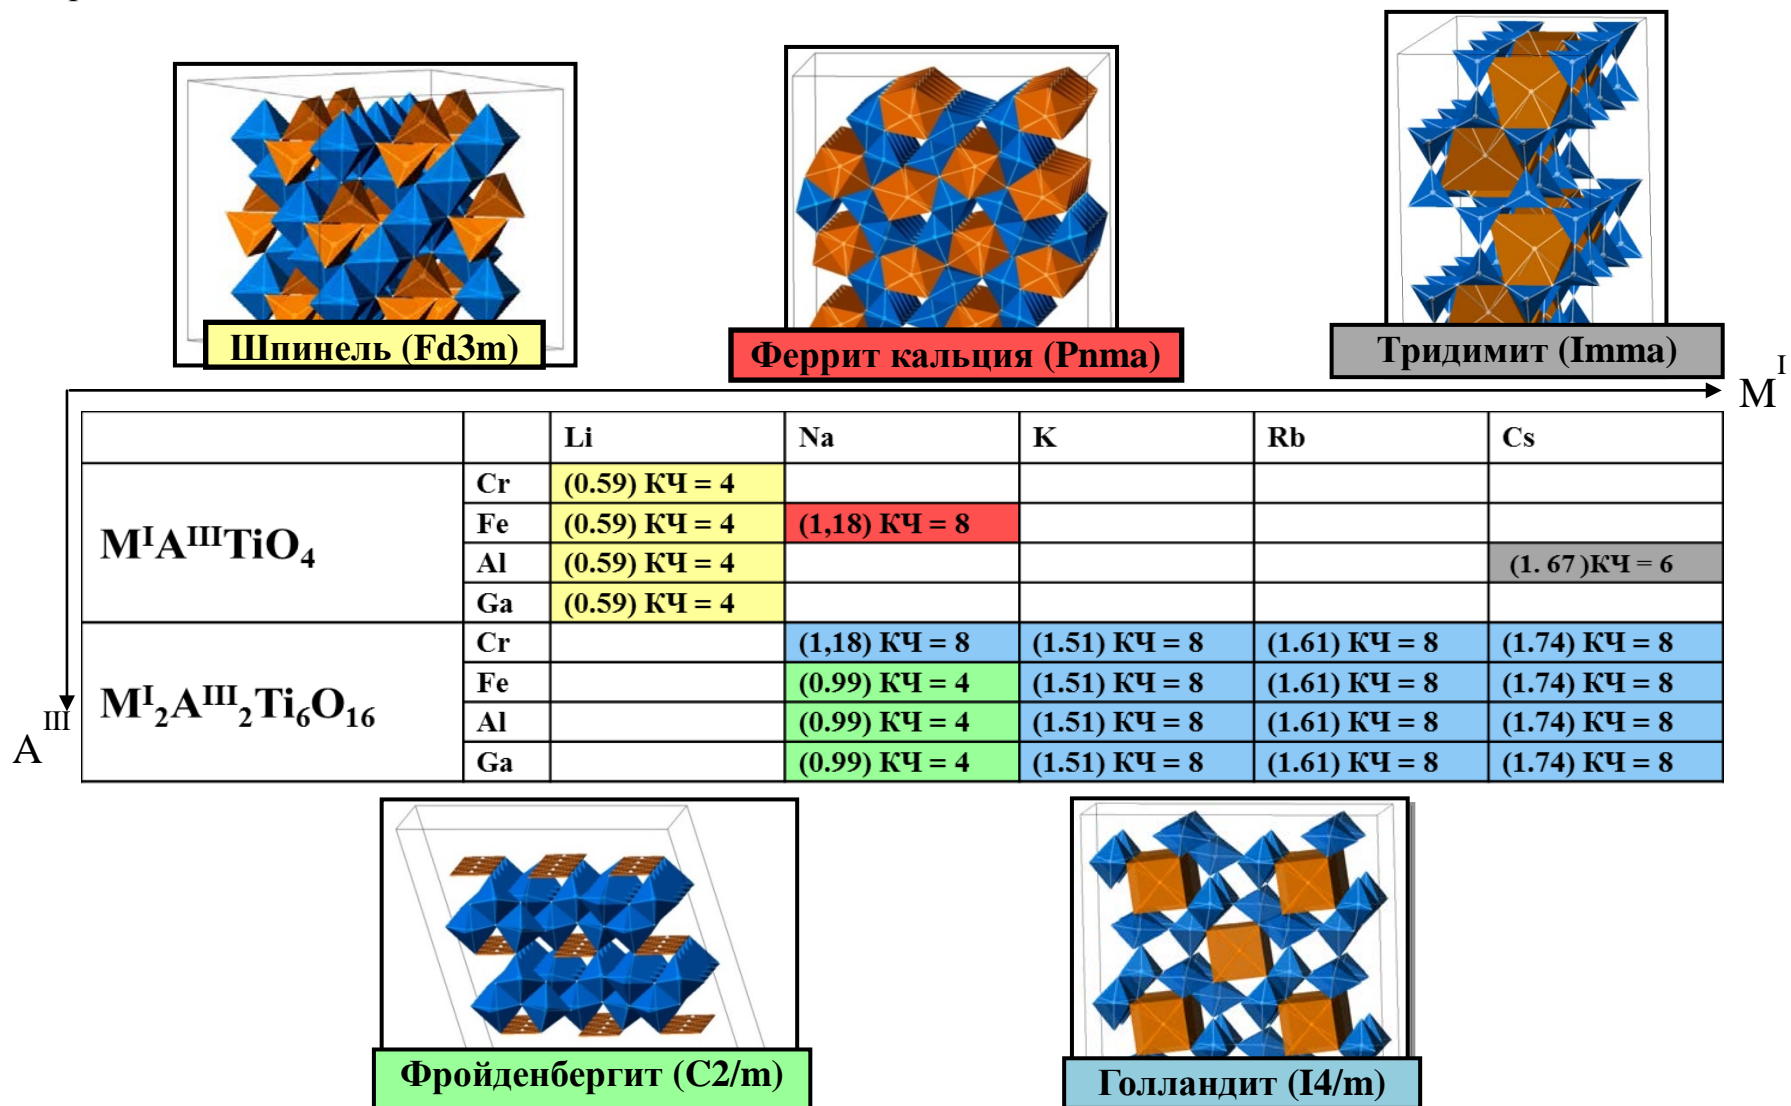 Шпинель (Fd3m)
Феррит кальция (Pnma)
Тридимит (Imma)
M^I
Li Na K Rb Cs
M^I A^III TiO₄
Cr (0.59) КЧ = 4
Fe (0.59) КЧ = 4 (1,18) КЧ = 8
Al (0.59) КЧ = 4 (1. 67 )КЧ = 6
Ga (0.59) КЧ = 4
M^I₂A^III₂Ti₆O₁₆
Cr (1,18) КЧ = 8 (1.51) КЧ = 8 (1.61) КЧ = 8 (1.74) КЧ = 8
Fe (0.99) КЧ = 4 (1.51) КЧ = 8 (1.61) КЧ = 8 (1.74) КЧ = 8
Al (0.99) КЧ = 4 (1.51) КЧ = 8 (1.61) КЧ = 8 (1.74) КЧ = 8
Ga (0.99) КЧ = 4 (1.51) КЧ = 8 (1.61) КЧ = 8 (1.74) КЧ = 8
A^III
Фройденбергит (C2/m)
Голландит (I4/m)